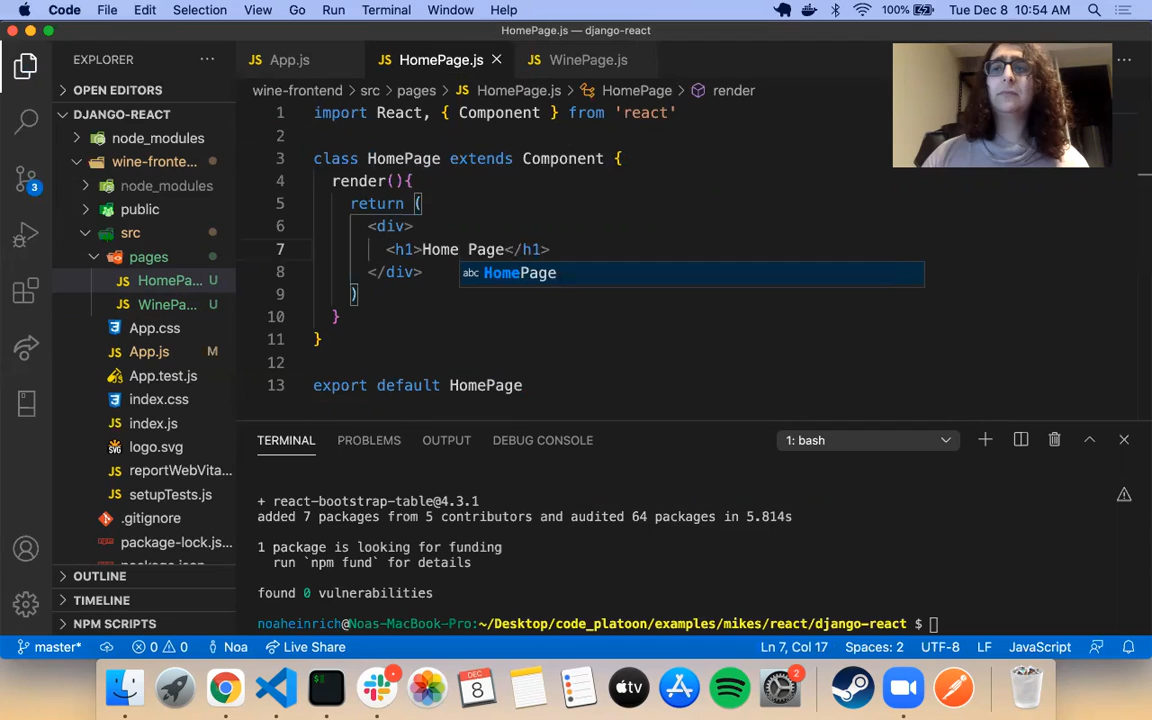 Code File Edit Selection View Go Run Terminal Window Help 100% Tue Dec 8 10:54 AM
HomePage.js — django-react
EXPLORER ...
App.js HomePage.js WinePage.js ...
OPEN EDITORS
DJANGO-REACT
node_modules
wine-fronte...
node_modules
public
src
pages
HomePa... U
WinePa... U
App.css
App.js M
App.test.js
index.css
index.js
logo.svg
reportWebVita...
setupTests.js
.gitignore
package-lock.js...
OUTLINE
TIMELINE
NPM SCRIPTS
3
wine-frontend > src > pages > HomePage.js > HomePage > render
1 import React, { Component } from 'react'
2
3 class HomePage extends Component {
4 render(){
5 return (
6 <div>
7 <h1>Home Page</h1>
abc HomePage
8 </div>
9 )
10 }
11 }
12
13 export default HomePage
TERMINAL PROBLEMS OUTPUT DEBUG CONSOLE 1: bash
+ react-bootstrap-table@4.3.1
added 7 packages from 5 contributors and audited 64 packages in 5.814s
1 package is looking for funding
run `npm fund` for details
found 0 vulnerabilities
noaheinrich@Noas-MacBook-Pro:~/Desktop/code_platoon/examples/mikes/react/django-react $
master* 0 0 Noa Live Share Ln 7, Col 17 Spaces: 2 UTF-8 LF JavaScript
DEC
8
tv
2